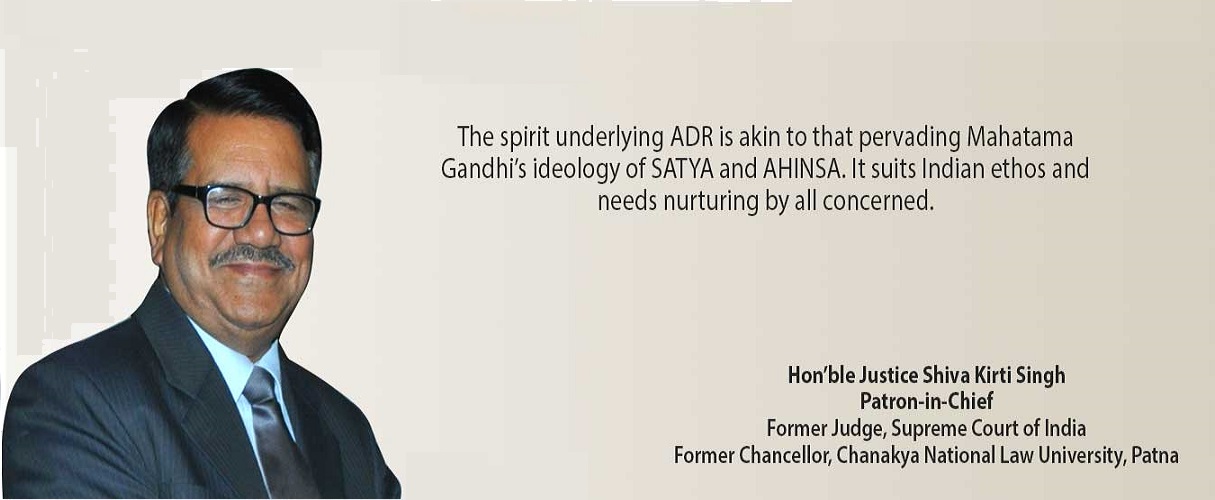 The spirit underlying ADR is akin to that pervading Mahatama
Gandhi's ideology of SATYA and AHINSA. It suits Indian ethos and
needs nurturing by all concerned.
Hon'ble Justice Shiva Kirti Singh
Patron-in-Chief
Former Judge, Supreme Court of India
Former Chancellor, Chanakya National Law University, Patna